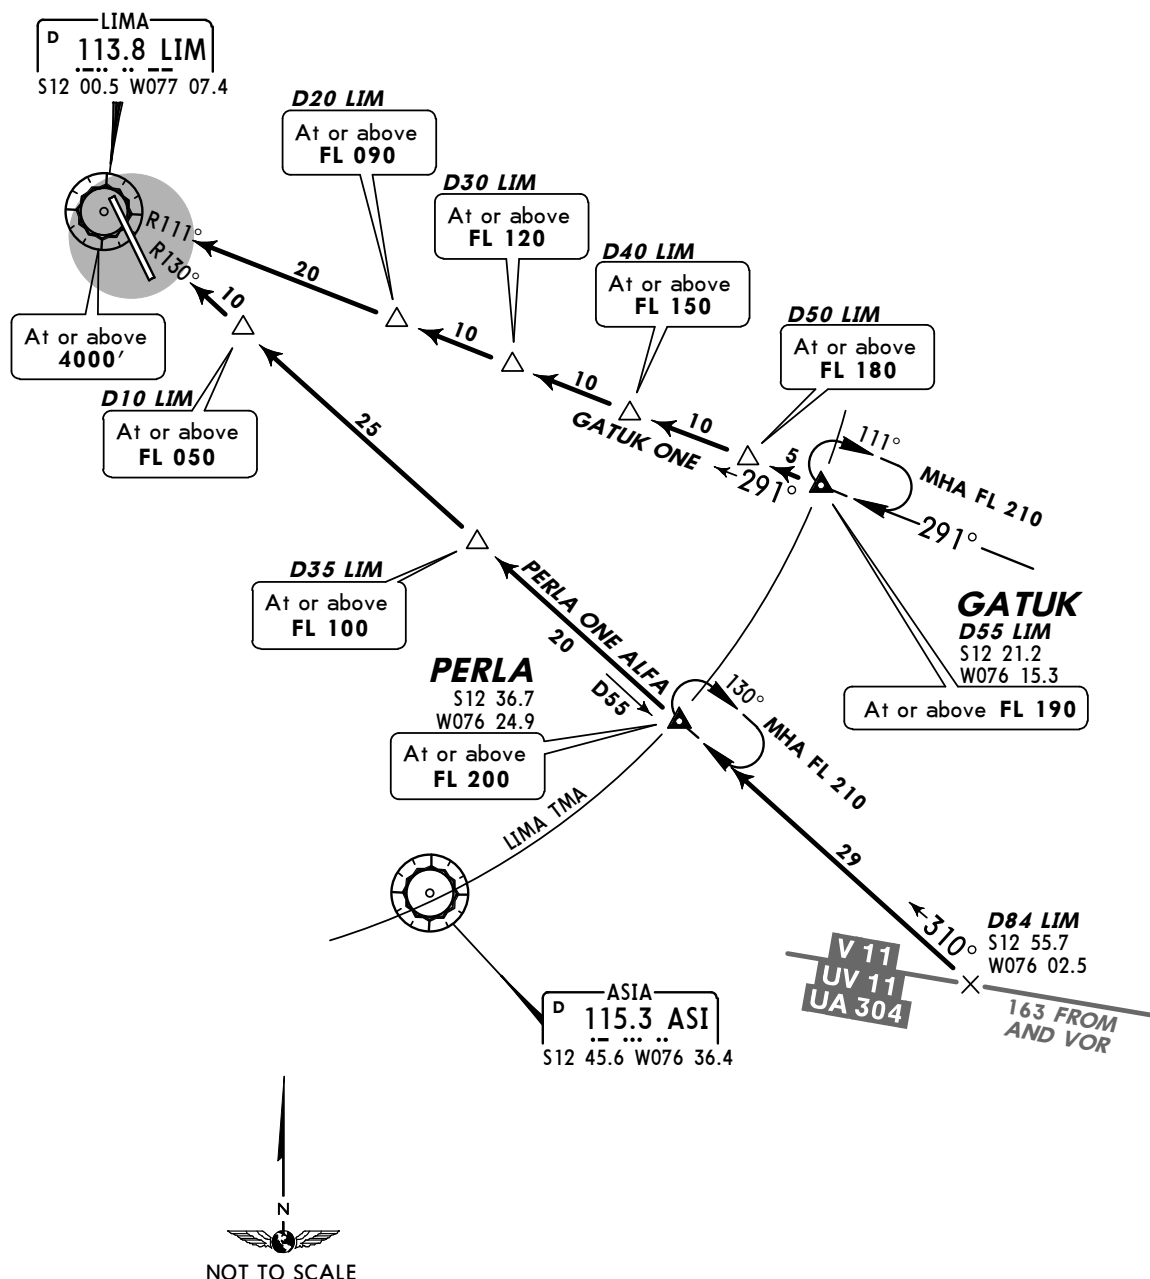 LIMA
D 113.8 LIM
S12 00.5 W077 07.4
D20 LIM
At or above
FL 090
D30 LIM
At or above
FL 120
D40 LIM
At or above
FL 150
D50 LIM
At or above
FL 180
R111°
R130°
20
10
10
10
5
10
At or above
4000'
D10 LIM
At or above
FL 050
25
GATUK ONE
291°
111°
MHA FL 210
291°
GATUK
D55 LIM
S12 21.2
W076 15.3
At or above FL 190
D35 LIM
At or above
FL 100
PERLA ONE ALFA
20
D55
PERLA
S12 36.7
W076 24.9
At or above
FL 200
130°
MHA FL 210
LIMA TMA
29
310°
D84 LIM
S12 55.7
W076 02.5
V 11
UV 11
UA 304
163 FROM
AND VOR
ASIA
D 115.3 ASI
S12 45.6 W076 36.4
N
NOT TO SCALE